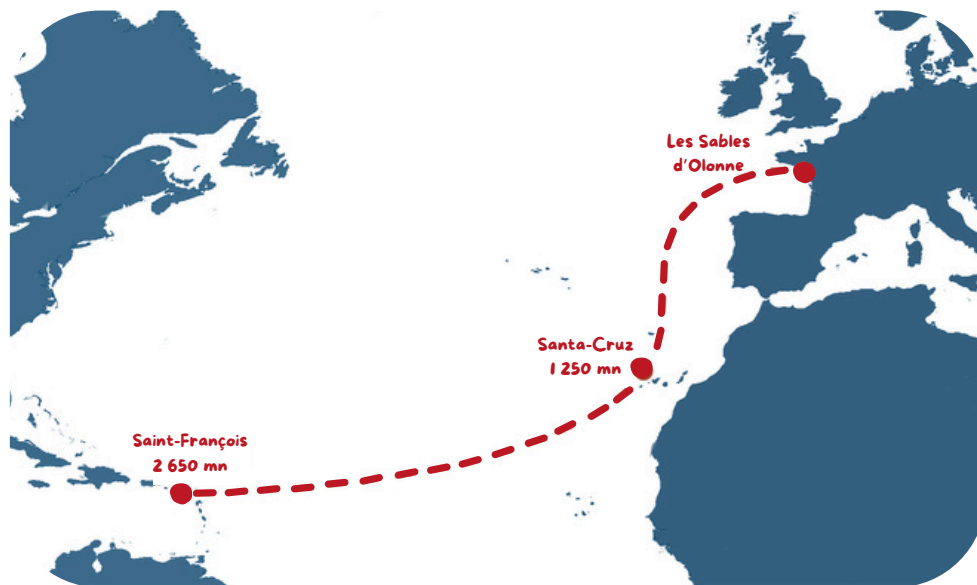 Les Sables
d'Olonne
Santa-Cruz
1 250 mn
Saint-François
2 650 mn